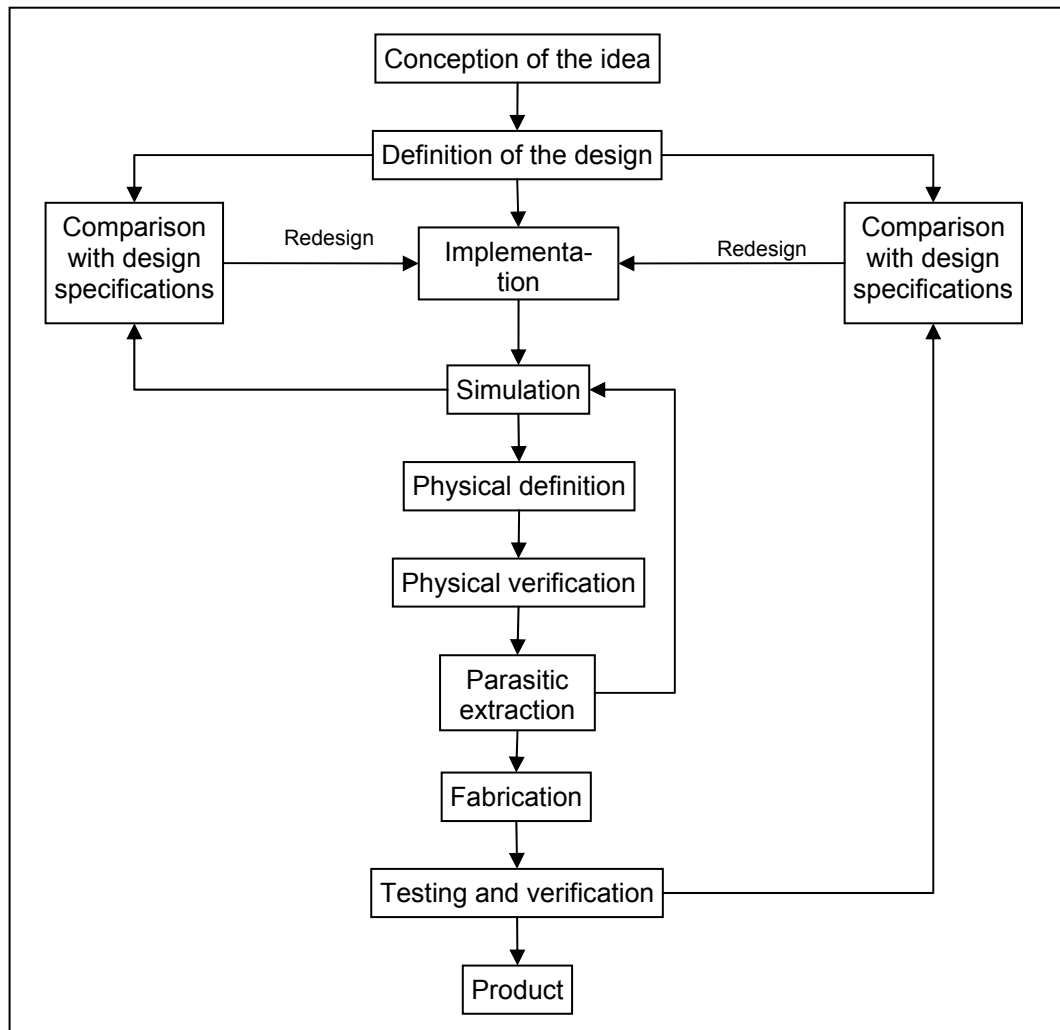 Conception of the idea
Definition of the design
Comparison
with design
specifications
Redesign
Implementa-
tion
Redesign
Comparison
with design
specifications
Simulation
Physical definition
Physical verification
Parasitic
extraction
Fabrication
Testing and verification
Product